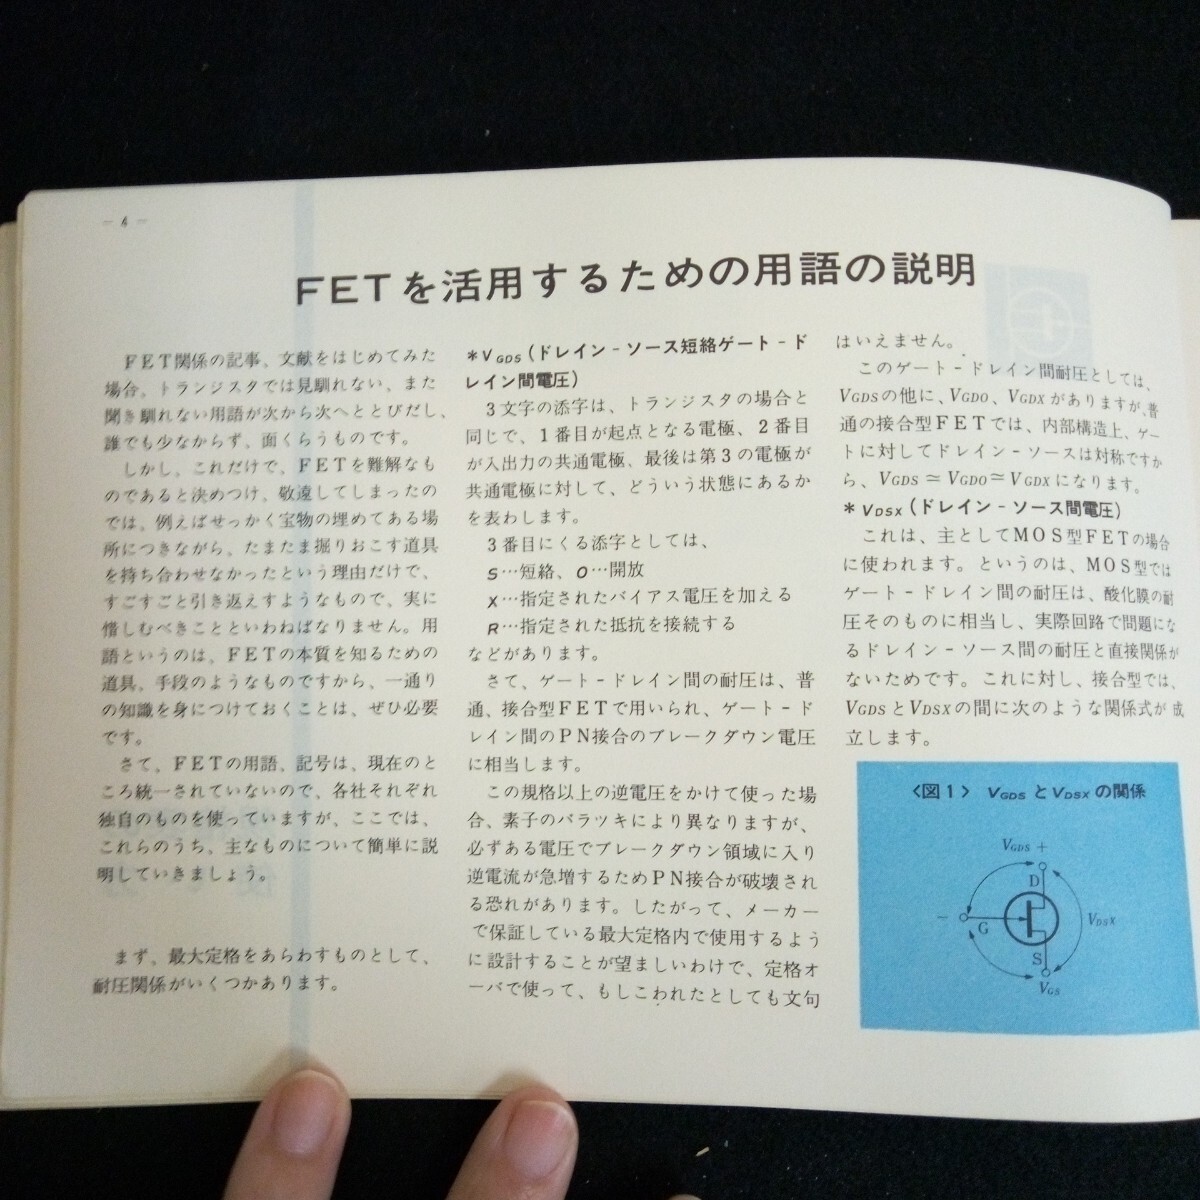 - 4 -
FETを活用するための用語の説明
FET関係の記事、文献をはじめてみた
場合、トランジスタでは見馴れない、また
聞き馴れない用語が次から次へととびだし、
誰でも少なからず、面くらうものです。
しかし、これだけで、FETを難解なも
のであると決めつけ、敬遠してしまったの
では、例えばせっかく宝物の埋めてある場
所につきながら、たまたま掘りおこす道具
を持ち合わせなかったという理由だけで、
すごすごと引き返えすようなもので、実に
惜しむべきことといわねばなりません。用
語というのは、FETの本質を知るための
道具、手段のようなものですから、一通り
の知識を身につけておくことは、ぜひ必要
です。
さて、FETの用語、記号は、現在のと
ころ統一されていないので、各社それぞれ
独自のものを使っていますが、ここでは、
これらのうち、主なものについて簡単に説
明していきましょう。
まず、最大定格をあらわすものとして、
耐圧関係がいくつかあります。
*VGDS (ドレイン-ソース短絡ゲート-ド
レイン間電圧)
3文字の添字は、トランジスタの場合と
同じで、1番目が起点となる電極、2番目
が入出力の共通電極、最後は第3の電極が
共通電極に対して、どういう状態にあるか
を表わします。
3番目にくる添字としては、
S…短絡、O…開放
X…指定されたバイアス電圧を加える
R…指定された抵抗を接続する
などがあります。
さて、ゲート-ドレイン間の耐圧は、普
通、接合型FETで用いられ、ゲート-ド
レイン間のPN接合のブレークダウン電圧
に相当します。
この規格以上の逆電圧をかけて使った場
合、素子のバラツキにより異なりますが、
必ずある電圧でブレークダウン領域に入り
逆電流が急増するためPN接合が破壊され
る恐れがあります。したがって、メーカー
で保証している最大定格内で使用するよう
に設計することが望ましいわけで、定格オ
ーバで使って、もしこわれたとしても文句
はいえません。
このゲート-ドレイン間耐圧としては、
VGDSの他に、VGDO、VGDXがありますが、普
通の接合型FETでは、内部構造上、ゲー
トに対してドレイン-ソースは対称ですか
ら、VGDS≃VGDO≃VGDXになります。
* VDSX (ドレイン-ソース間電圧)
これは、主としてMOS型FETの場合
に使われます。というのは、MOS型では
ゲート-ドレイン間の耐圧は、酸化膜の耐
圧そのものに相当し、実際回路で問題にな
るドレイン-ソース間の耐圧と直接関係が
ないためです。これに対し、接合型では、
VGDSとVDSXの間に次のような関係式が成
立します。
〈図1〉 VGDSとVDSXの関係
VGDS +
D
- G VDSX
S
VGS